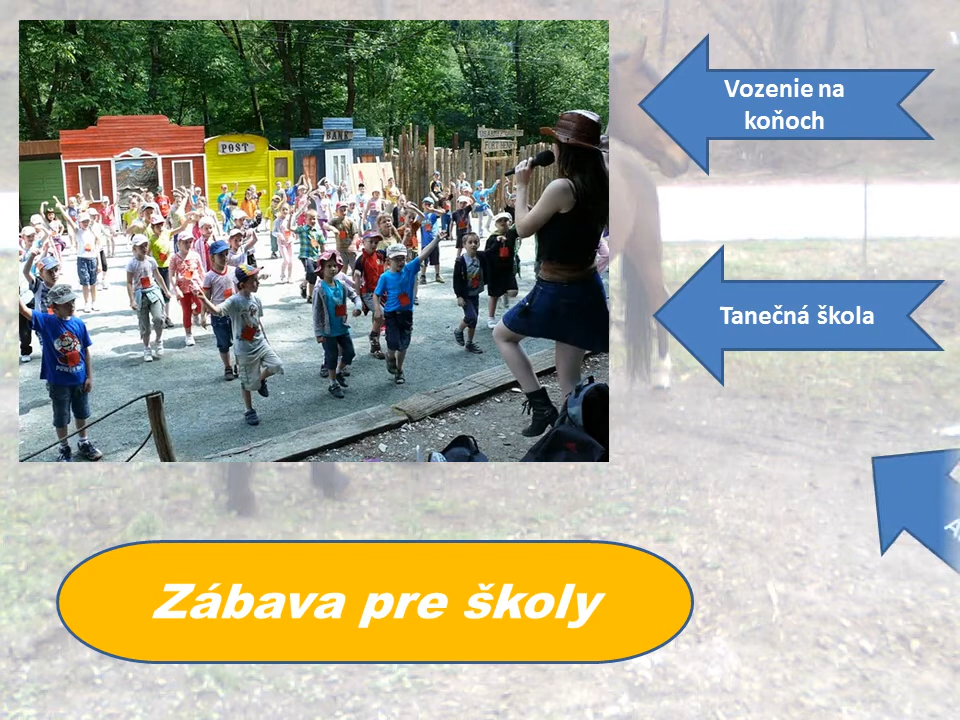 Vozenie na
koňoch
POST
BANK
Tanečná škola
Zábava pre školy